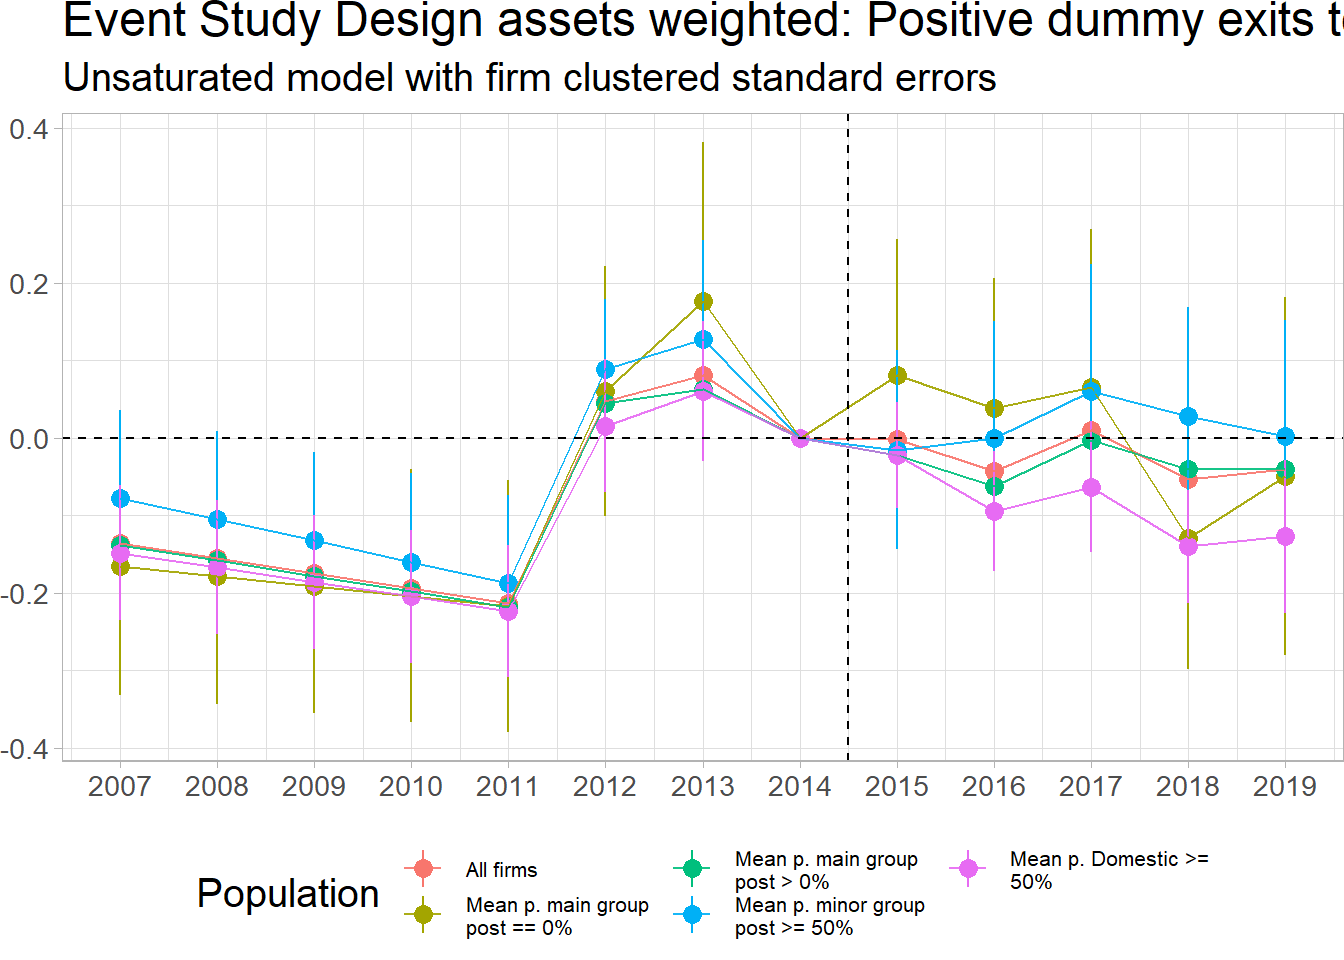 Event Study Design assets weighted: Positive dummy exits t
Unsaturated model with firm clustered standard errors
0.4
0.2
0.0
-0.2
-0.4
2007 2008 2009 2010 2011 2012 2013 2014 2015 2016 2017 2018 2019
Population
All firms
Mean p. main group
post == 0%
Mean p. main group
post > 0%
Mean p. minor group
post >= 50%
Mean p. Domestic >=
50%